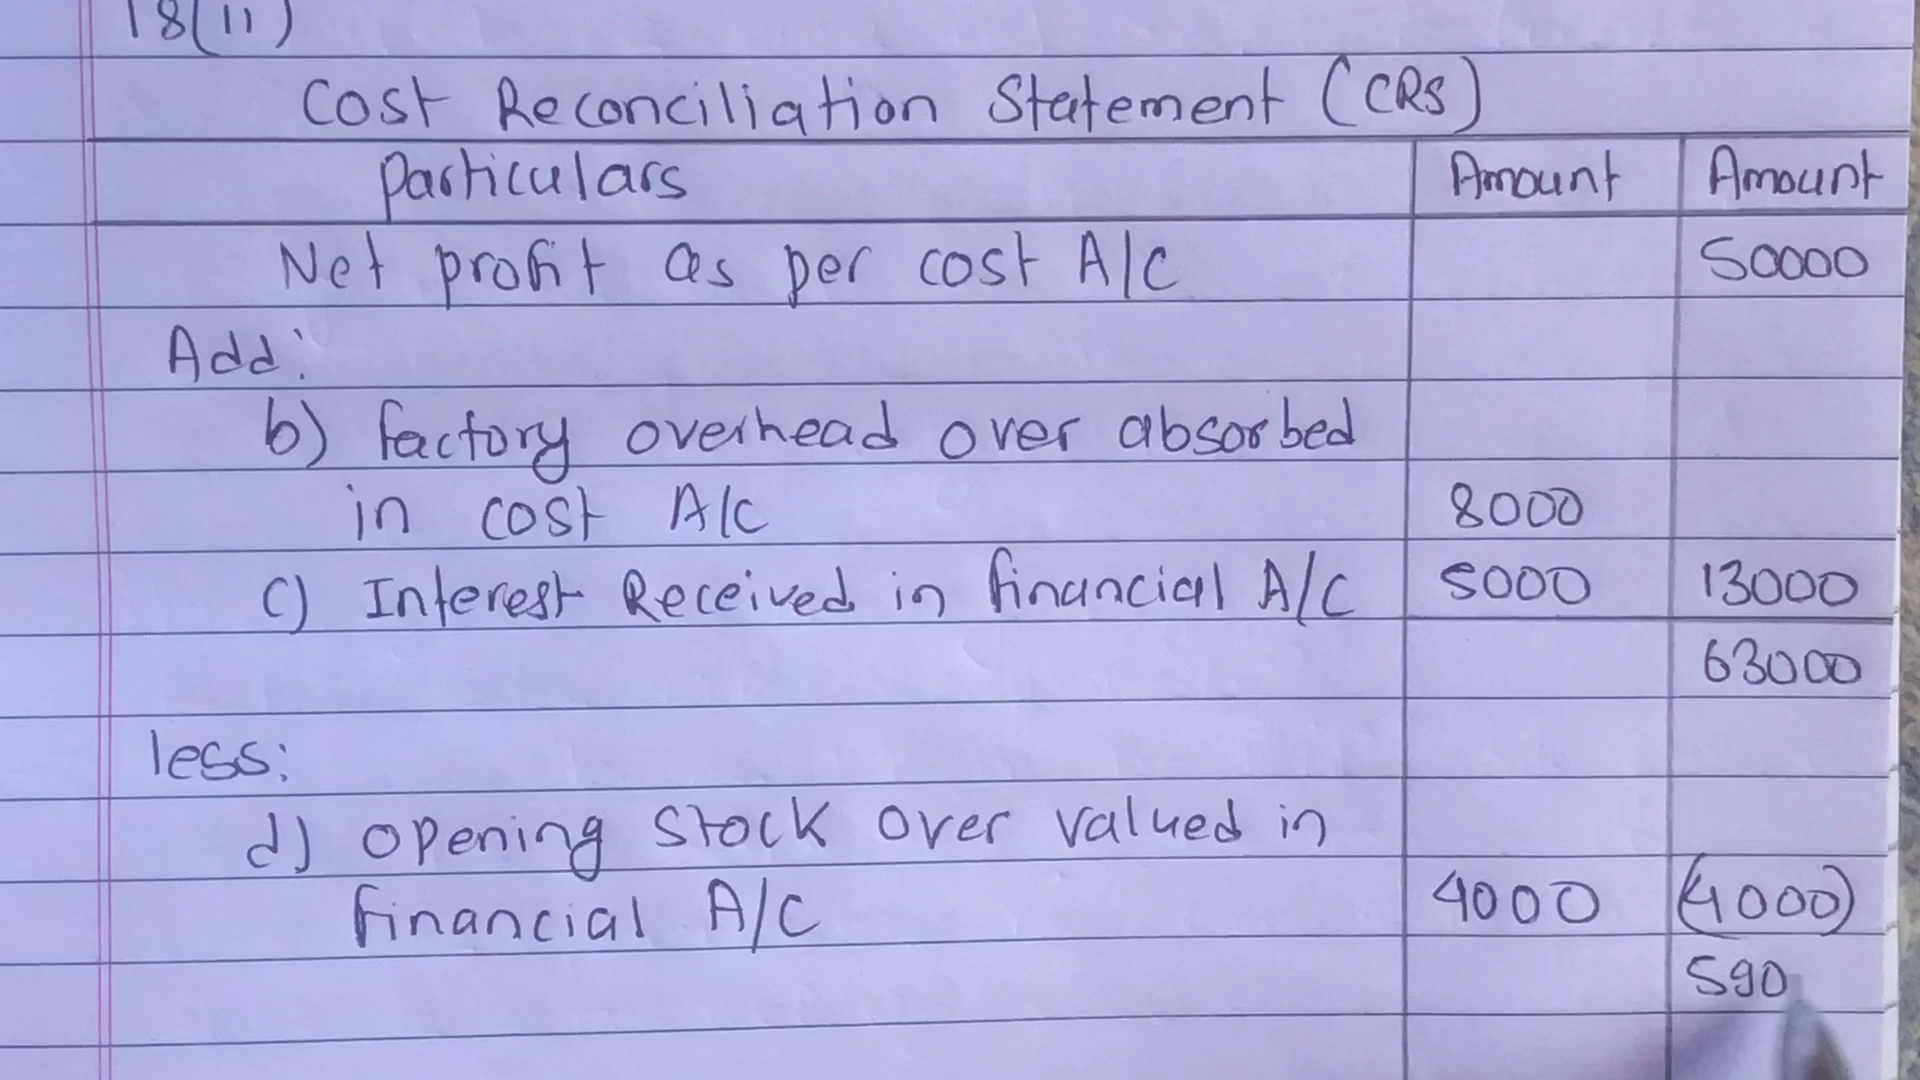 18(11)
Cost Reconciliation Statement (CRS)
Particulars Amount Amount
Net profit as per cost A/C 50000
Add:
b) factory overhead over absorbed
in cost A/C 8000
c) Interest Received in financial A/C 5000 13000
63000
less:
d) opening stock over valued in
financial A/C 4000 (4000)
590